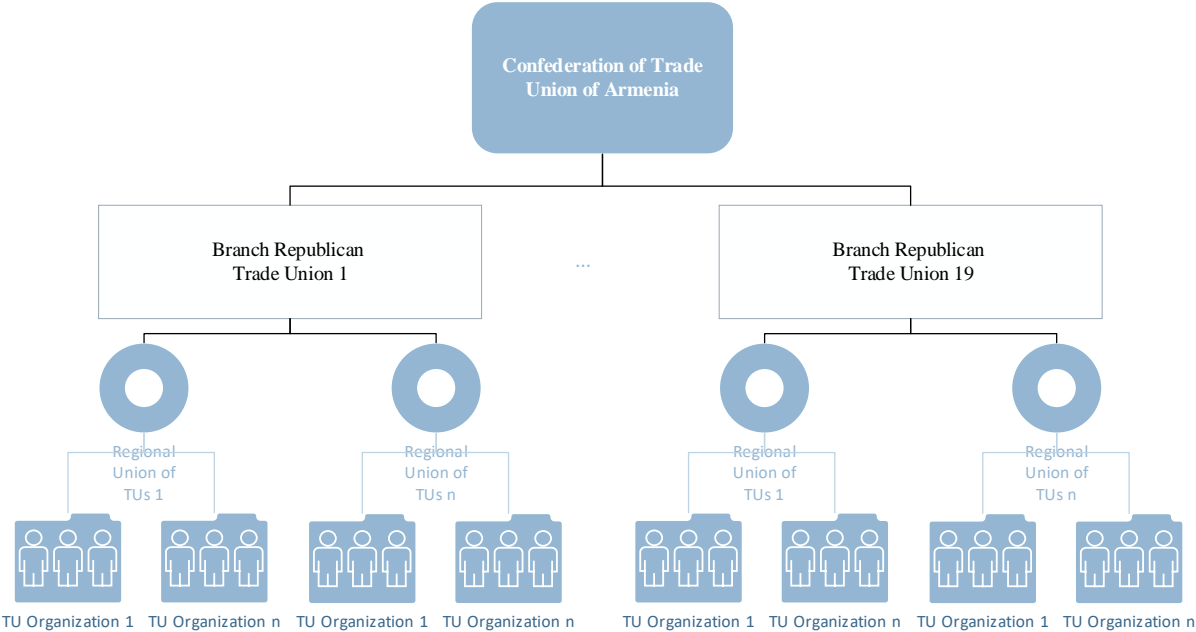 Confederation of Trade
Union of Armenia
Branch Republican
Trade Union 1
...
Branch Republican
Trade Union 19
Regional
Union of
TUs 1
Regional
Union of
TUs n
Regional
Union of
TUs 1
Regional
Union of
TUs n
TU Organization 1
TU Organization n
TU Organization 1
TU Organization n
TU Organization 1
TU Organization n
TU Organization 1
TU Organization n